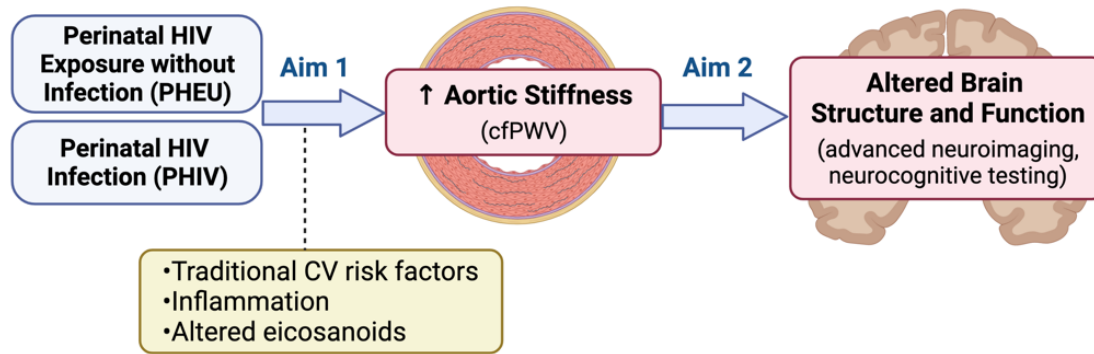 Perinatal HIV
Exposure without
Infection (PHEU)
Perinatal HIV
Infection (PHIV)
Aim 1
↑ Aortic Stiffness
(cfPWV)
Aim 2
Altered Brain
Structure and Function
(advanced neuroimaging,
neurocognitive testing)
•Traditional CV risk factors
•Inflammation
•Altered eicosanoids